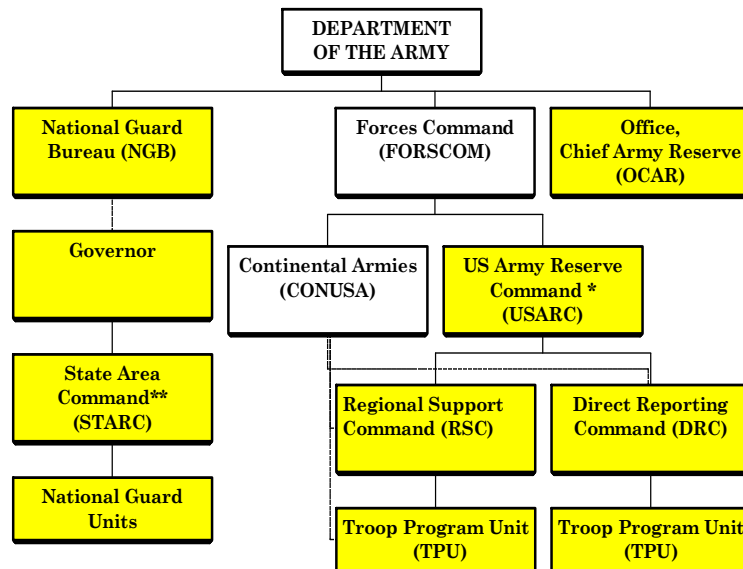 DEPARTMENT
OF THE ARMY
National Guard
Bureau (NGB)
Forces Command
(FORSCOM)
Office,
Chief Army Reserve
(OCAR)
Governor
Continental Armies
(CONUSA)
US Army Reserve
Command *
(USARC)
State Area
Command**
(STARC)
Regional Support
Command (RSC)
Direct Reporting
Command (DRC)
National Guard
Units
Troop Program Unit
(TPU)
Troop Program Unit
(TPU)